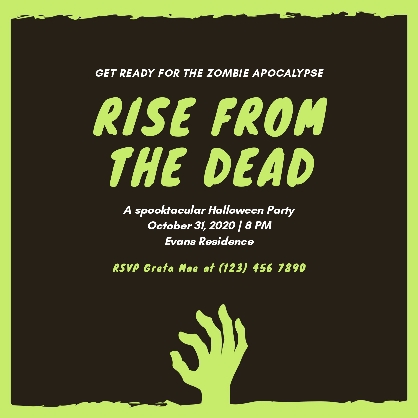 GET READY FOR THE ZOMBIE APOCALYPSE
RISE FROM
THE DEAD
A spooktacular Halloween Party
October 31, 2020 | 8 PM
Evans Residence
RSVP Greta Mae at (123) 456 7890